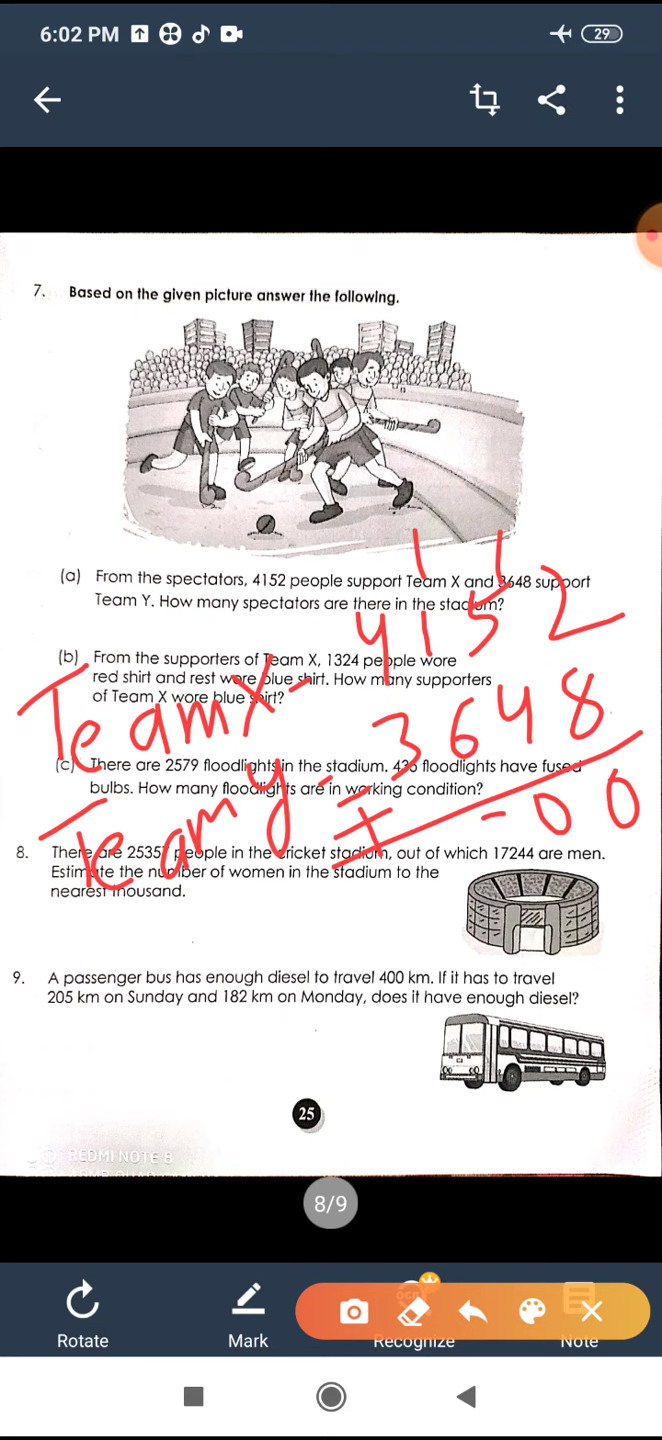 6:02 PM
29
7. Based on the given picture answer the following.
(a) From the spectators, 4152 people support Team X and 3648 support
Team Y. How many spectators are there in the stadium?
1 1
4152
(b) From the supporters of Team X, 1324 people wore
red shirt and rest wore blue shirt. How many supporters
of Team X wore blue shirt?
Team X -
3648
(c) There are 2579 floodlights in the stadium. 435 floodlights have fused
bulbs. How many floodlights are in working condition?
Team y -
+
00
8. There are 25357 people in the cricket stadium, out of which 17244 are men.
Estimate the number of women in the stadium to the
nearest thousand.
9. A passenger bus has enough diesel to travel 400 km. If it has to travel
205 km on Sunday and 182 km on Monday, does it have enough diesel?
25
REDMI NOTE 8
8/9
Rotate
Mark
Recognize
Note